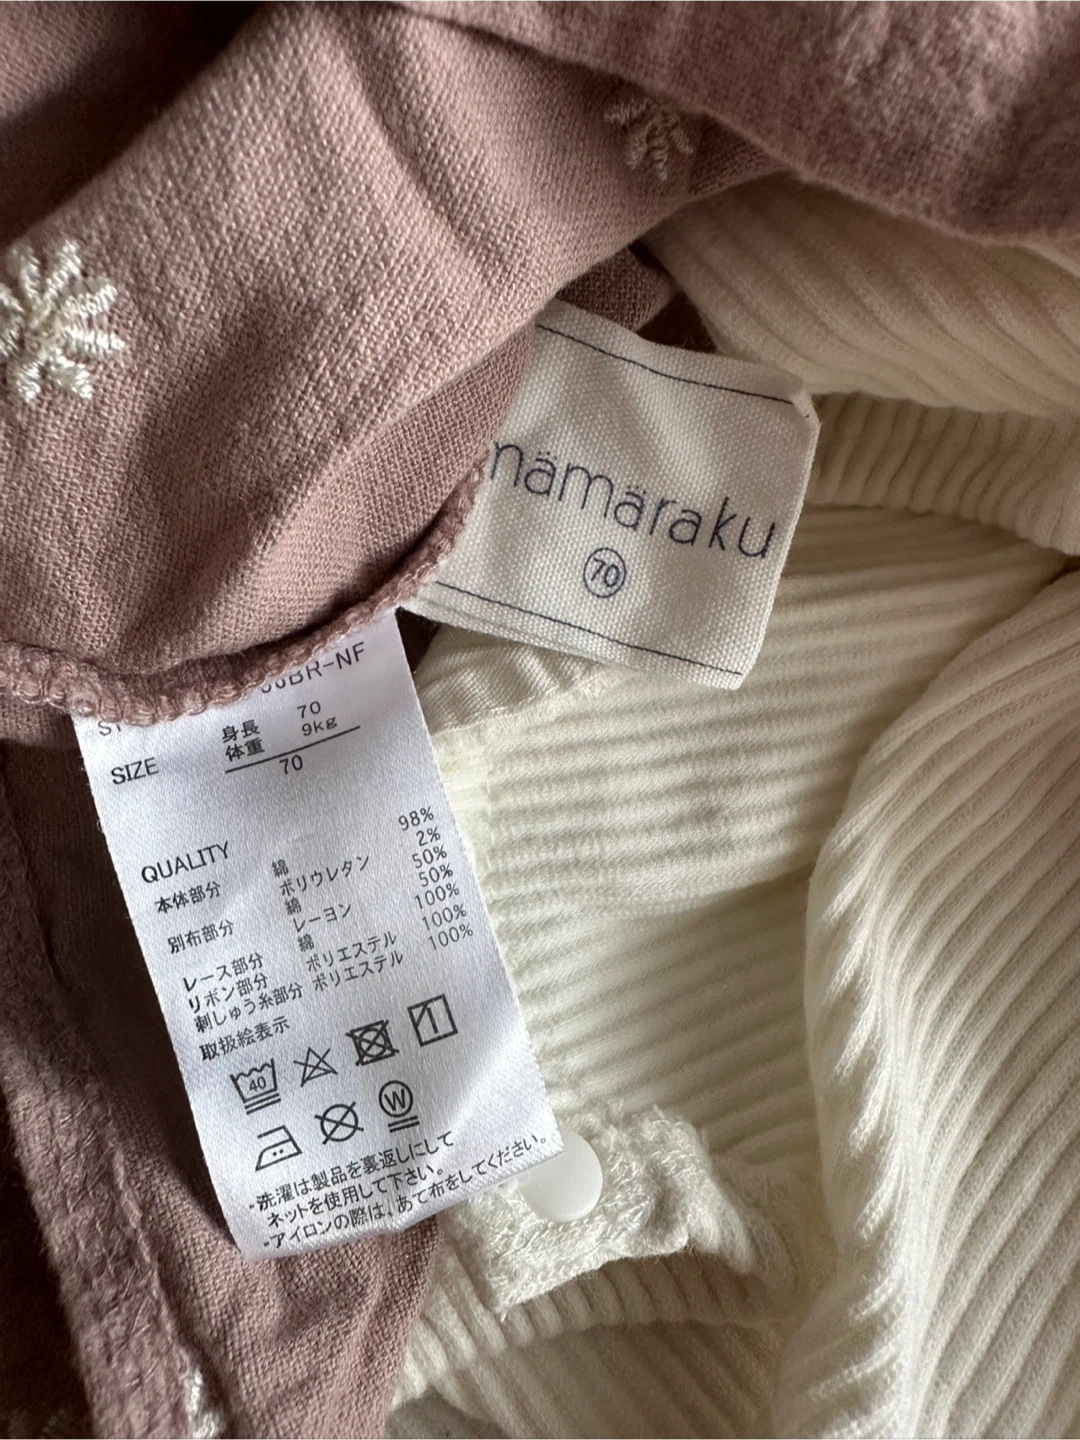 mämäraku
70
BR-NF
身長 70
体重 9kg
SIZE 70
QUALITY
本体部分 綿 98%
ポリウレタン 2%
別布部分 綿 50%
レーヨン 50%
レース部分 綿 100%
リボン部分 ポリエステル 100%
刺しゅう糸部分 ポリエステル 100%
取扱絵表示
40
W
・洗濯は製品を裏返しにして
ネットを使用して下さい。
・アイロンの際は、あて布をしてください。